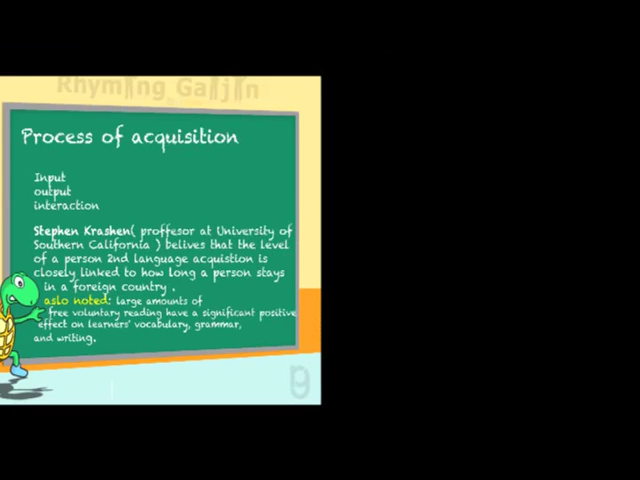 Rhyming Gaijin
Process of acquisition
Input
output
interaction
Stephen Krashen( proffesor at University of
Southern California ) belives that the level
of a person 2nd language acquistion is
closely linked to how long a person stays
in a foreign country .
aslo noted: large amounts of
free voluntary reading have a significant positive
effect on learners' vocabulary, grammar,
and writing.